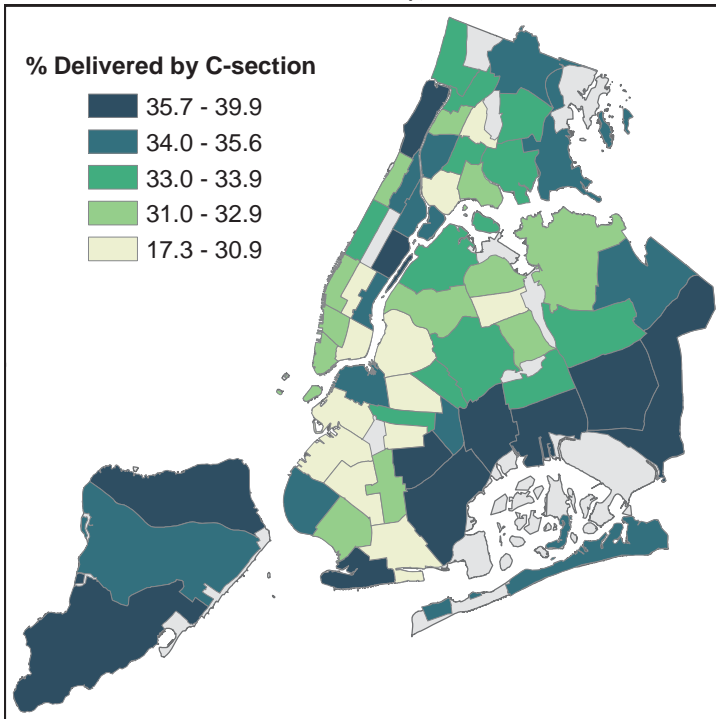 % Delivered by C-section
35.7 - 39.9
34.0 - 35.6
33.0 - 33.9
31.0 - 32.9
17.3 - 30.9